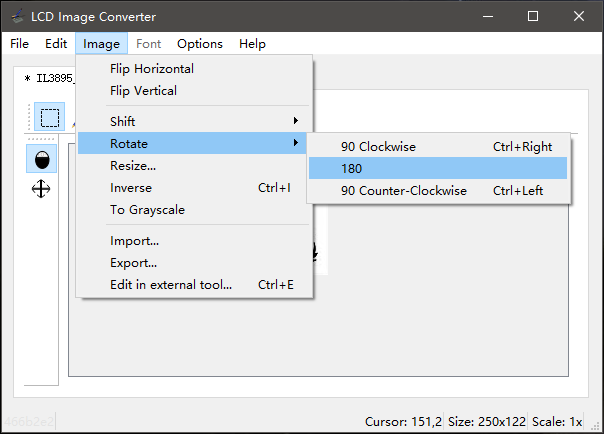 LCD Image Converter
File Edit Image Font Options Help
* IL3895_
Flip Horizontal
Flip Vertical
Shift
Rotate
90 Clockwise Ctrl+Right
180
90 Counter-Clockwise Ctrl+Left
Resize...
Inverse Ctrl+I
To Grayscale
Import...
Export...
Edit in external tool... Ctrl+E
466b2e2
Cursor: 151,2 Size: 250x122 Scale: 1x